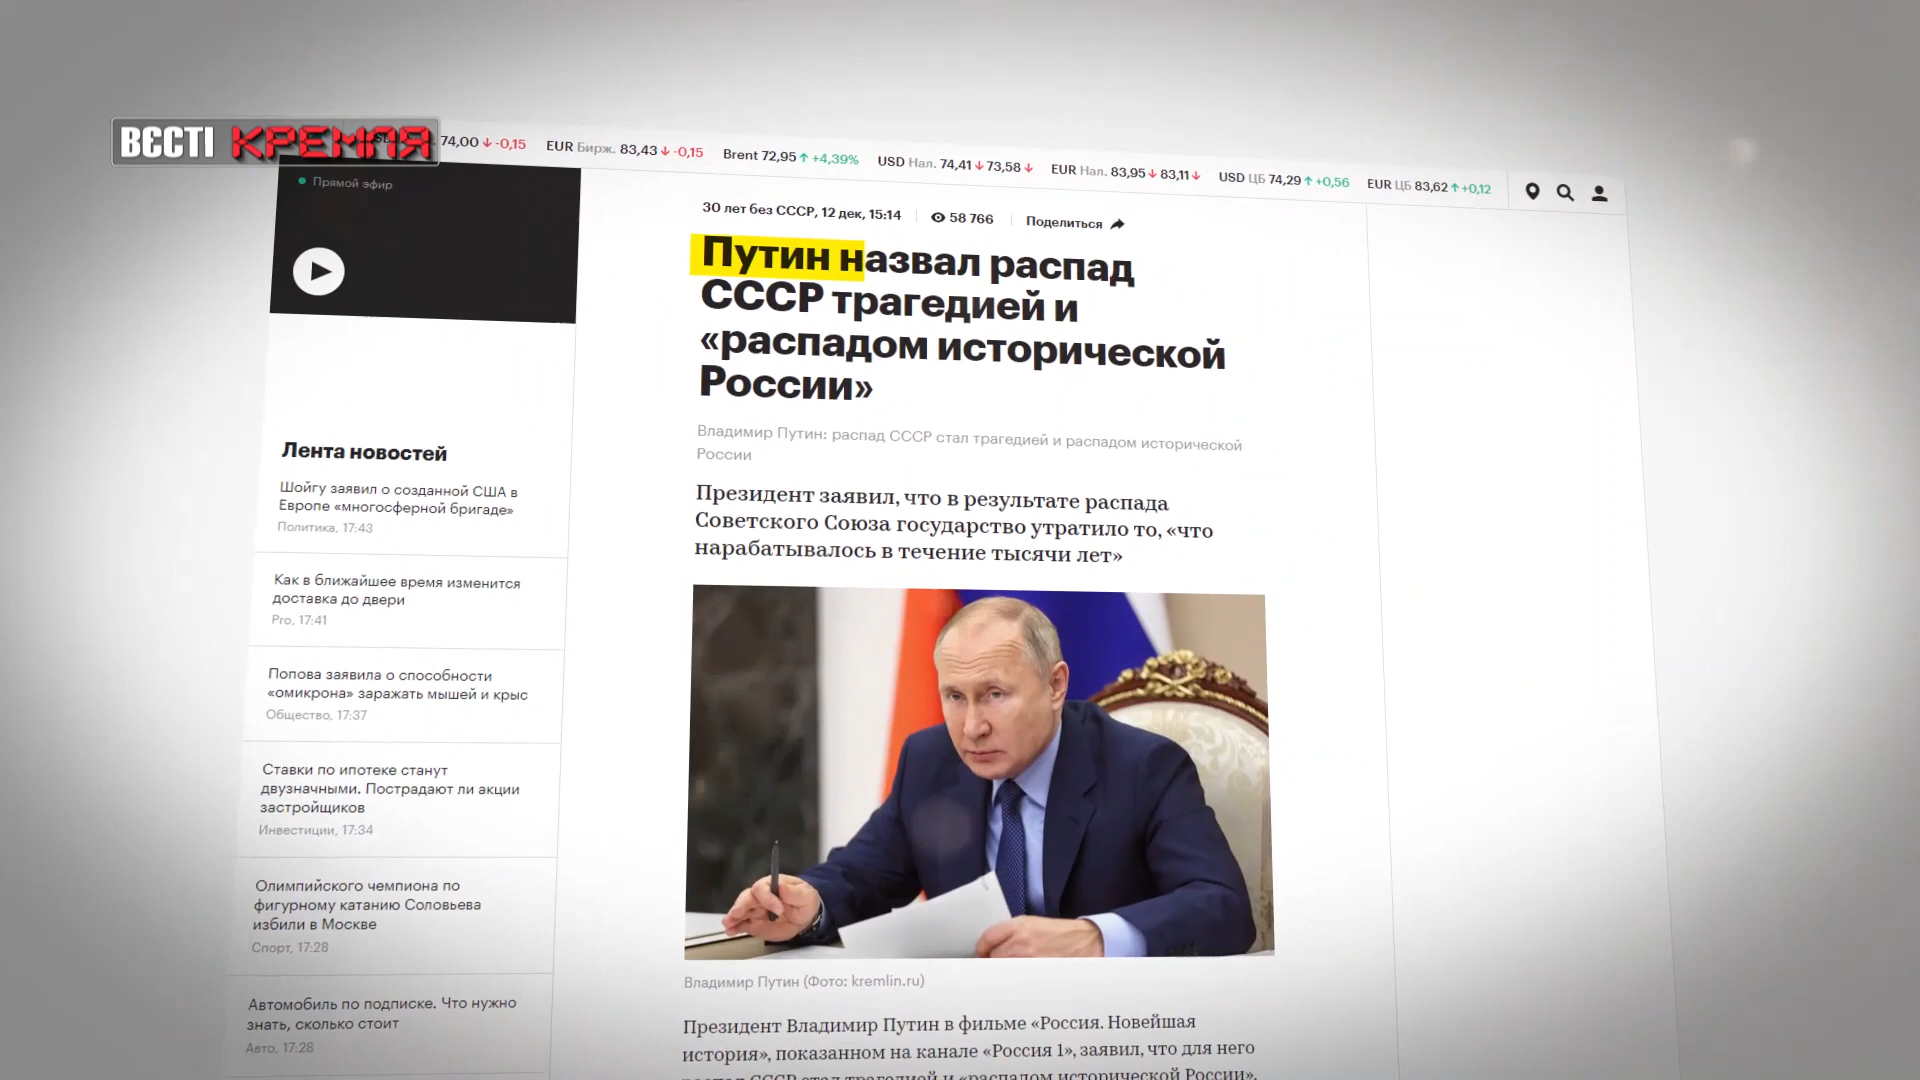 ВЄСТІ КРЕМЛЯ
74,00 -0,15 EUR Бирж. 83,43 -0,15 Brent 72,95 +4,39% USD Нал. 74,41 73,58 EUR Нал. 83,95 83,11 USD ЦБ 74,29 +0,56 EUR ЦБ 83,62 +0,12
Прямой эфир
30 лет без СССР, 12 дек, 15:14 58 766 Поделиться
Путин назвал распад
СССР трагедией и
«распадом исторической
России»
Владимир Путин: распад СССР стал трагедией и распадом исторической
России
Президент заявил, что в результате распада
Советского Союза государство утратило то, «что
нарабатывалось в течение тысячи лет»
Лента новостей
Шойгу заявил о созданной США в
Европе «многосферной бригаде»
Политика, 17:43
Как в ближайшее время изменится
доставка до двери
Pro, 17:41
Попова заявила о способности
«омикрона» заражать мышей и крыс
Общество, 17:37
Ставки по ипотеке станут
двузначными. Пострадают ли акции
застройщиков
Инвестиции, 17:34
Олимпийского чемпиона по
фигурному катанию Соловьева
избили в Москве
Спорт, 17:28
Автомобиль по подписке. Что нужно
знать, сколько стоит
Авто, 17:28
Владимир Путин (Фото: kremlin.ru)
Президент Владимир Путин в фильме «Россия. Новейшая
история», показанном на канале «Россия 1», заявил, что для него
распад СССР стал трагедией и «распадом исторической России».